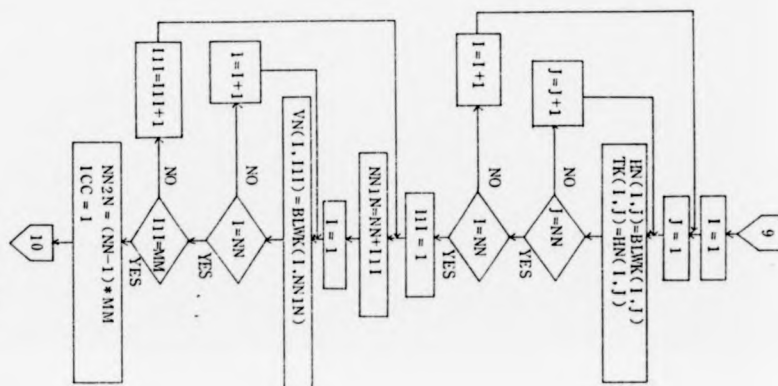 9
I = 1
J = 1
HN(I,J)=BLWK(I,J)
TK(I,J)=HN(I,J)
J=NN
NO
YES
J=J+1
I=NN
NO
YES
I=I+1
III = 1
NN1N=NN+III
I = 1
VN(I,III)=BLWK(I,NN1N)
I=NN
NO
YES
I=I+1
III=MM
NO
YES
III=III+1
NN2N = (NN-1)*MM
ICC = 1
10